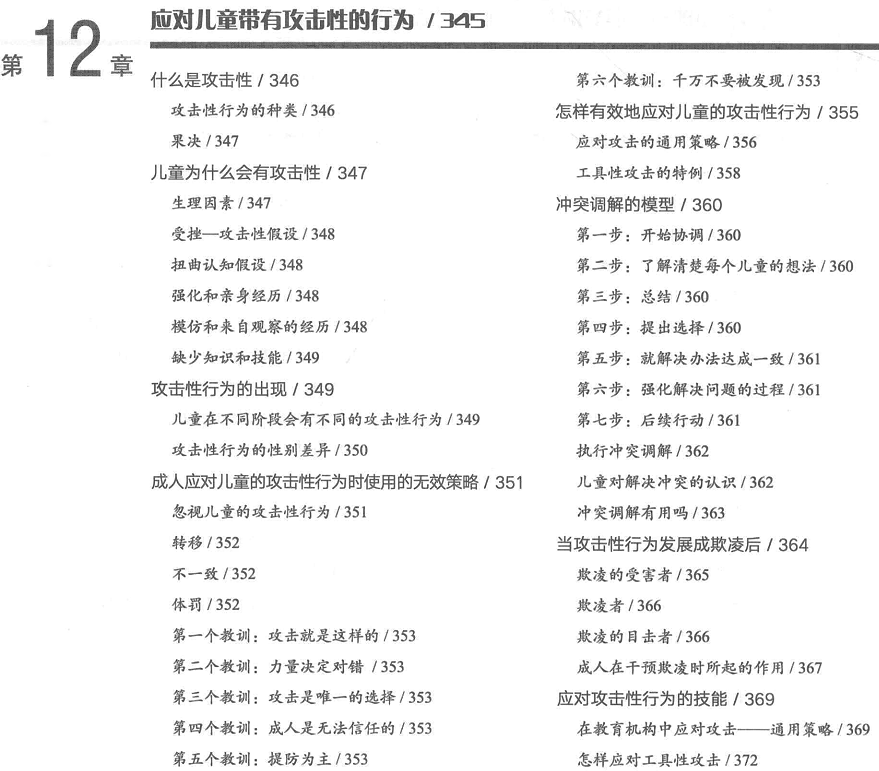 第12章
应对儿童带有攻击性的行为 / 345
什么是攻击性 / 346
攻击性行为的种类 / 346
果决 / 347
儿童为什么会有攻击性 / 347
生理因素 / 347
受挫—攻击性假设 / 348
扭曲认知假设 / 348
强化和亲身经历 / 348
模仿和来自观察的经历 / 348
缺少知识和技能 / 349
攻击性行为的出现 / 349
儿童在不同阶段会有不同的攻击性行为 / 349
攻击性行为的性别差异 / 350
成人应对儿童的攻击性行为时使用的无效策略 / 351
忽视儿童的攻击性行为 / 351
转移 / 352
不一致 / 352
体罚 / 352
第一个教训：攻击就是这样的 / 353
第二个教训：力量决定对错 / 353
第三个教训：攻击是唯一的选择 / 353
第四个教训：成人是无法信任的 / 353
第五个教训：提防为主 / 353
第六个教训：千万不要被发现 / 353
怎样有效地应对儿童的攻击性行为 / 355
应对攻击的通用策略 / 356
工具性攻击的特例 / 358
冲突调解的模型 / 360
第一步：开始协调 / 360
第二步：了解清楚每个儿童的想法 / 360
第三步：总结 / 360
第四步：提出选择 / 360
第五步：就解决办法达成一致 / 361
第六步：强化解决问题的过程 / 361
第七步：后续行动 / 361
执行冲突调解 / 362
儿童对解决冲突的认识 / 362
冲突调解有用吗 / 363
当攻击性行为发展成欺凌后 / 364
欺凌的受害者 / 365
欺凌者 / 366
欺凌的目击者 / 366
成人在干预欺凌时所起的作用 / 367
应对攻击性行为的技能 / 369
在教育机构中应对攻击——通用策略 / 369
怎样应对工具性攻击 / 372